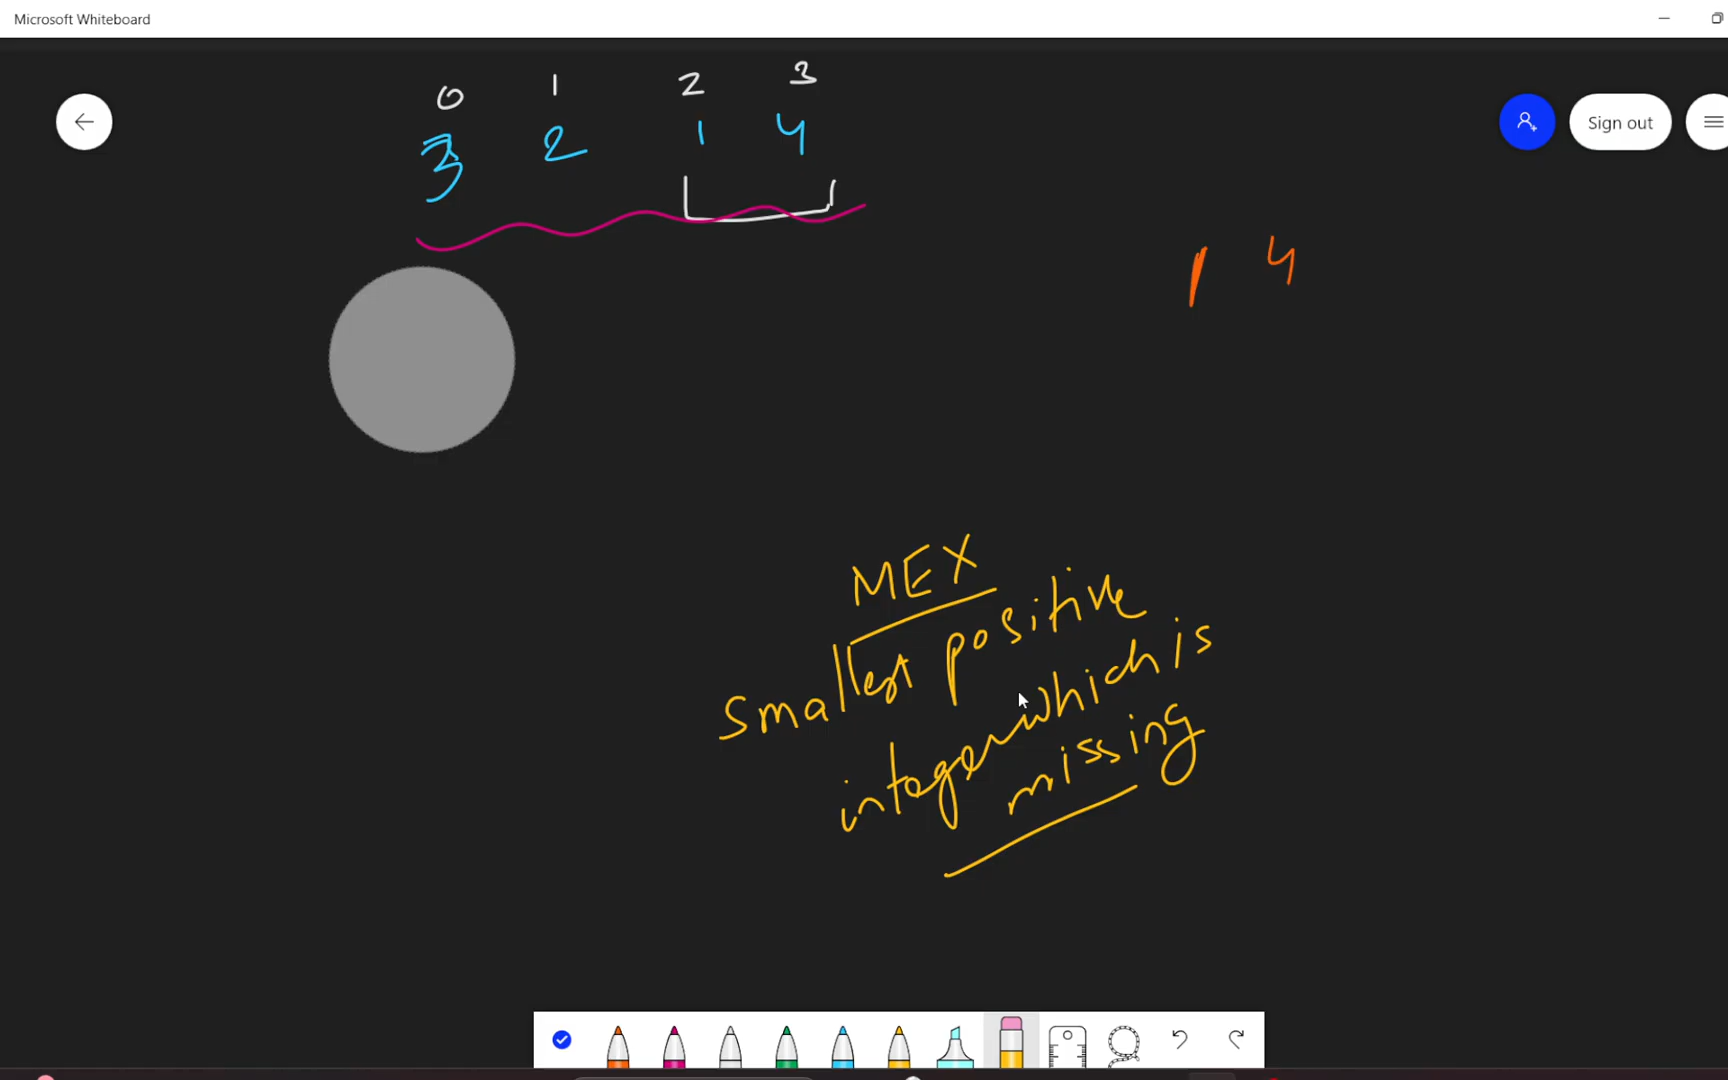 Microsoft Whiteboard
0 1 2 3
3 2 1 4
Sign out
1 4
MEX
Smallest positive
integer which is
missing